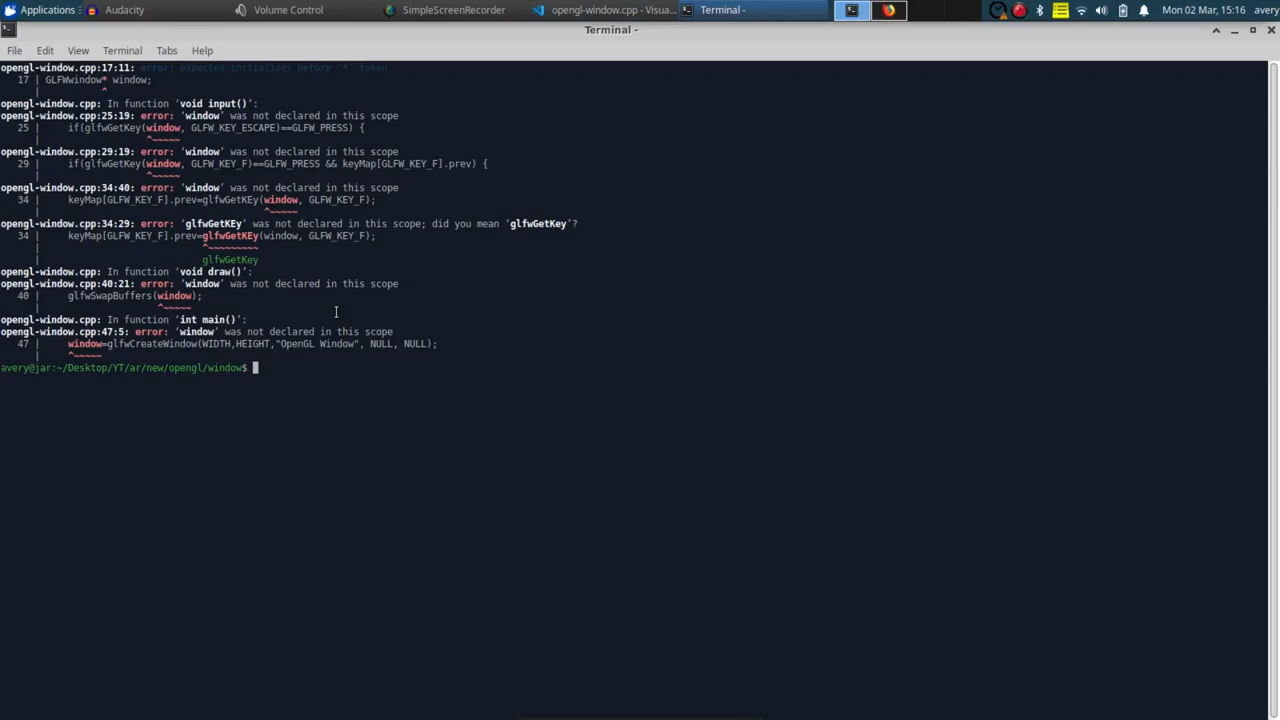 Applications Audacity Volume Control SimpleScreenRecorder opengl-window.cpp - Visua... Terminal - Mon 02 Mar, 15:16 avery
Terminal -
File Edit View Terminal Tabs Help
opengl-window.cpp:17:11: error: expected initializer before '*' token
17 | GLFWwindow* window;
| ^
opengl-window.cpp: In function ‘void input()’:
opengl-window.cpp:25:19: error: ‘window’ was not declared in this scope
25 | if(glfwGetKey(window, GLFW_KEY_ESCAPE)==GLFW_PRESS) {
| ^~~~~~
opengl-window.cpp:29:19: error: ‘window’ was not declared in this scope
29 | if(glfwGetKey(window, GLFW_KEY_F)==GLFW_PRESS && keyMap[GLFW_KEY_F].prev) {
| ^~~~~~
opengl-window.cpp:34:40: error: ‘window’ was not declared in this scope
34 | keyMap[GLFW_KEY_F].prev=glfwGetKEy(window, GLFW_KEY_F);
| ^~~~~~
opengl-window.cpp:34:29: error: ‘glfwGetKEy’ was not declared in this scope; did you mean ‘glfwGetKey’?
34 | keyMap[GLFW_KEY_F].prev=glfwGetKEy(window, GLFW_KEY_F);
| ^~~~~~~~~~
| glfwGetKey
opengl-window.cpp: In function ‘void draw()’:
opengl-window.cpp:40:21: error: ‘window’ was not declared in this scope
40 | glfwSwapBuffers(window);
| ^~~~~~
opengl-window.cpp: In function ‘int main()’:
opengl-window.cpp:47:5: error: ‘window’ was not declared in this scope
47 | window=glfwCreateWindow(WIDTH,HEIGHT,"OpenGL Window", NULL, NULL);
| ^~~~~~
avery@jar:~/Desktop/YT/ar/new/opengl/window$